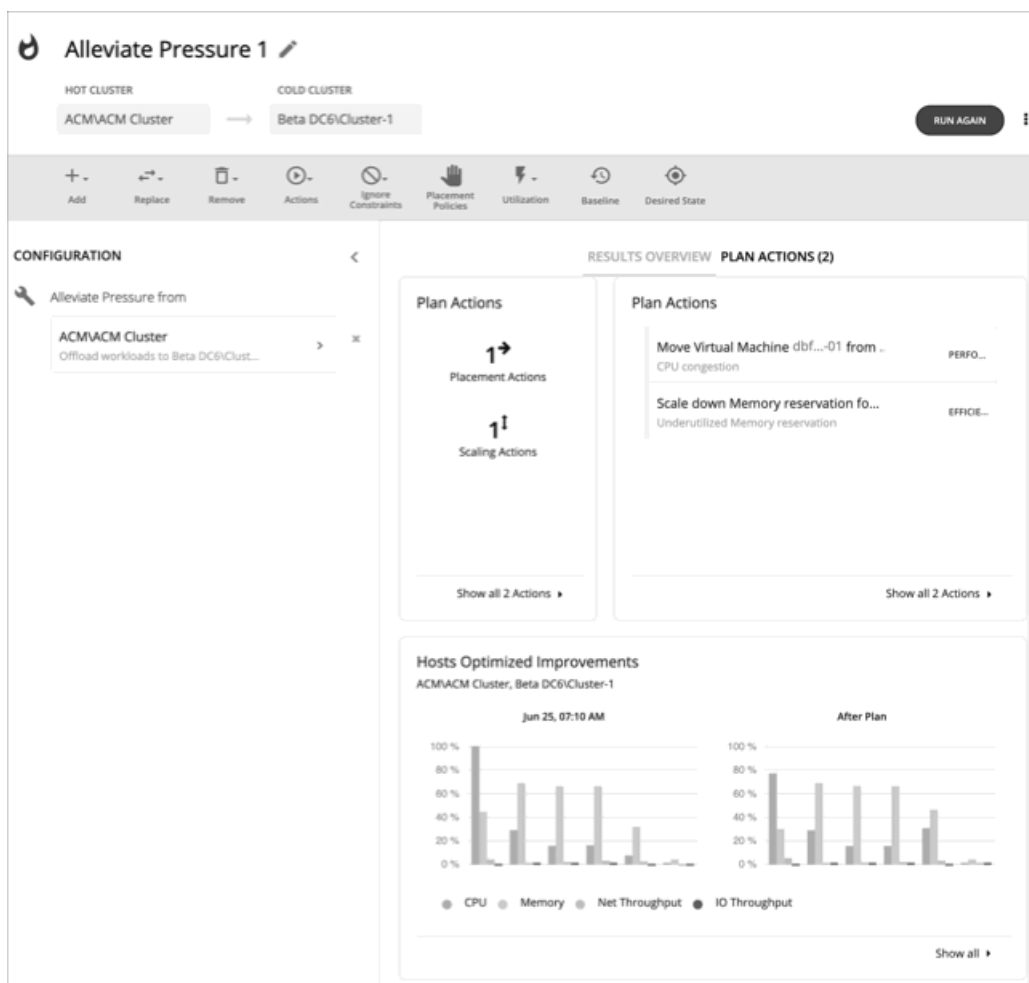 Alleviate Pressure 1
HOT CLUSTER
COLD CLUSTER
ACM\ACM Cluster
Beta DC6\Cluster-1
RUN AGAIN
Add
Replace
Remove
Actions
Ignore
Constraints
Placement
Policies
Utilization
Baseline
Desired State
CONFIGURATION
Alleviate Pressure from
ACM\ACM Cluster
Offload workloads to Beta DC6\Clust...
RESULTS OVERVIEW PLAN ACTIONS (2)
Plan Actions
1
Placement Actions
1
Scaling Actions
Show all 2 Actions
Plan Actions
Move Virtual Machine dbf...-01 from ..
PERFO...
CPU congestion
Scale down Memory reservation fo...
EFFICIE...
Underutilized Memory reservation
Show all 2 Actions
Hosts Optimized Improvements
ACM\ACM Cluster, Beta DC6\Cluster-1
Jun 25, 07:10 AM
100 %
80 %
60 %
40 %
20 %
0 %
After Plan
100 %
80 %
60 %
40 %
20 %
0 %
CPU Memory Net Throughput IO Throughput
Show all